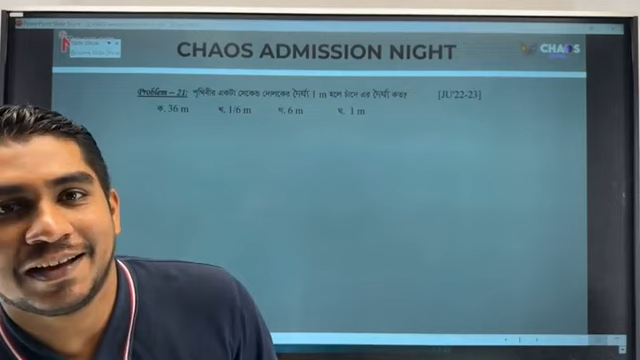 CHAOS ADMISSION NIGHT
CHAOS
Problem – 21: পৃথিবীর একটা সেকেন্ড দোলকের দৈর্ঘ্য 1 m হলে চাঁদে এর দৈর্ঘ্য কত? [JU'22-23]
ক. 36 m খ. 1/6 m গ. 6 m ঘ. 1 m